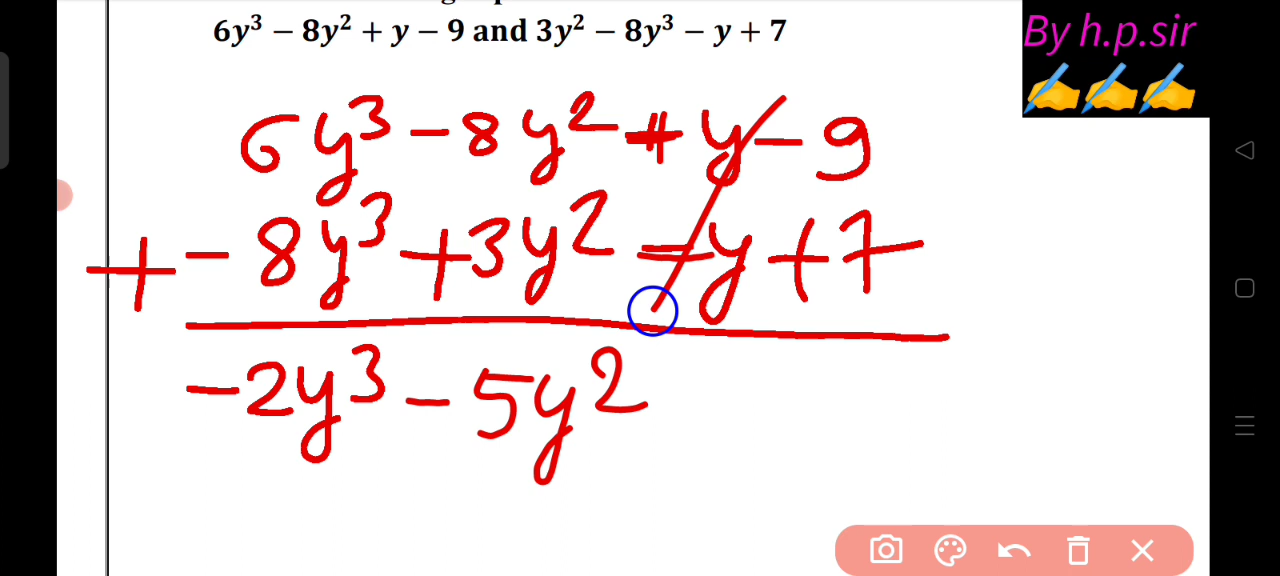 6y³ − 8y² + y − 9 and 3y² − 8y³ − y + 7
By h.p.sir
✍️✍️✍️
6y³ − 8y² + y − 9
+ − 8y³ + 3y² − y + 7
− 2y³ − 5y²